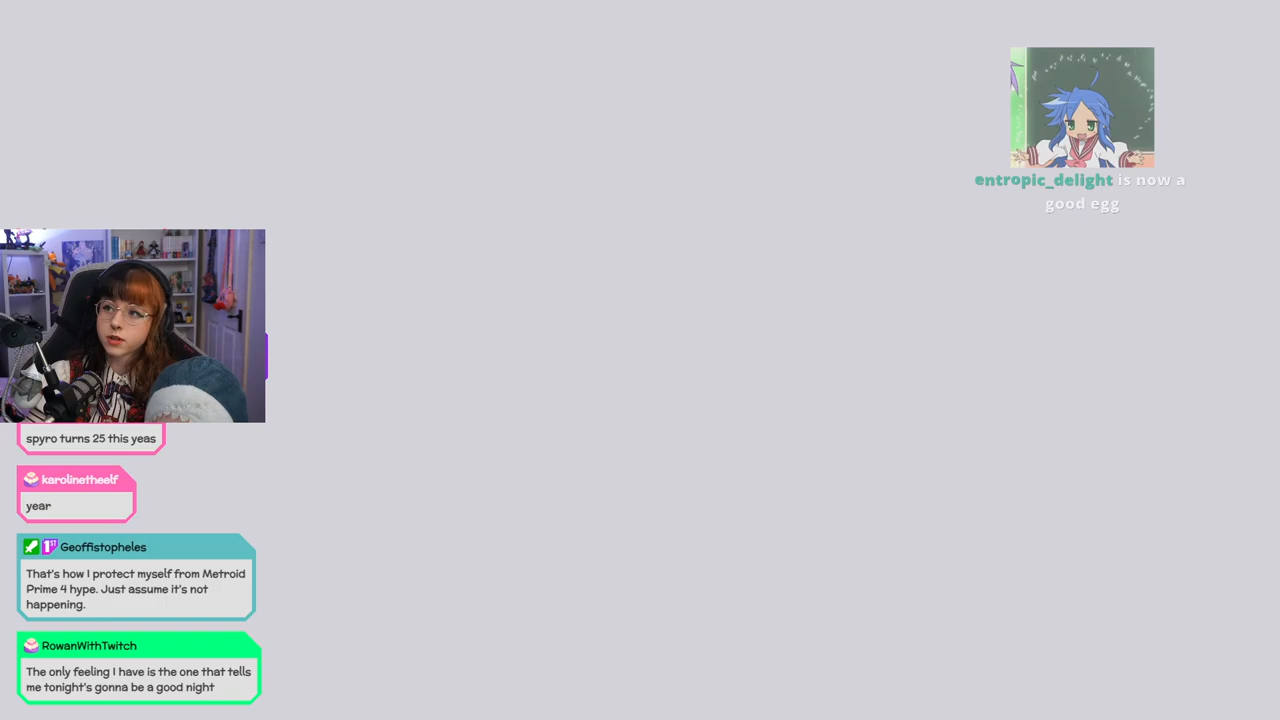 entropic_delight is now a
good egg
spyro turns 25 this yeas
karolinetheelf
year
1ST Geoffistopheles
That's how I protect myself from Metroid
Prime 4 hype. Just assume it's not
happening.
RowanWithTwitch
The only feeling I have is the one that tells
me tonight's gonna be a good night